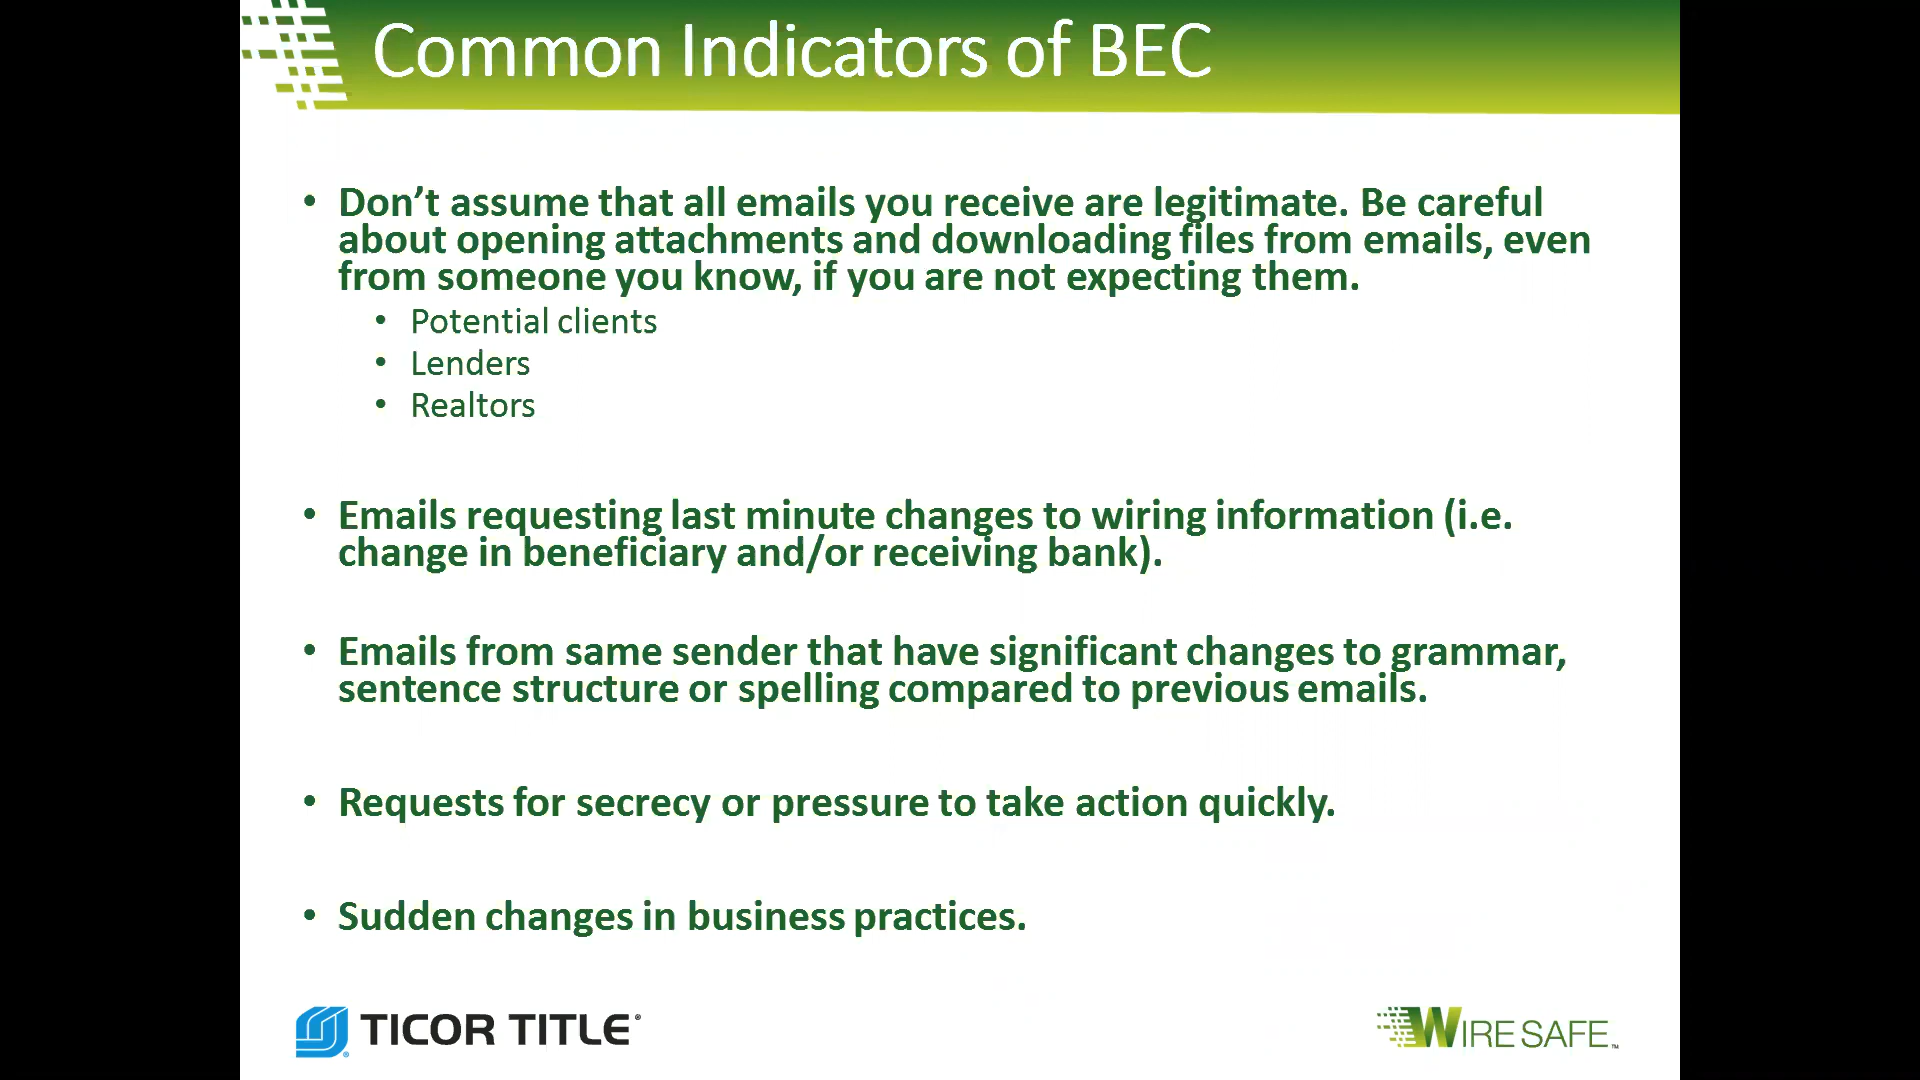 Common Indicators of BEC
• Don’t assume that all emails you receive are legitimate. Be careful
about opening attachments and downloading files from emails, even
from someone you know, if you are not expecting them.
• Potential clients
• Lenders
• Realtors
• Emails requesting last minute changes to wiring information (i.e.
change in beneficiary and/or receiving bank).
• Emails from same sender that have significant changes to grammar,
sentence structure or spelling compared to previous emails.
• Requests for secrecy or pressure to take action quickly.
• Sudden changes in business practices.
TICOR TITLE®
WIRE SAFE™